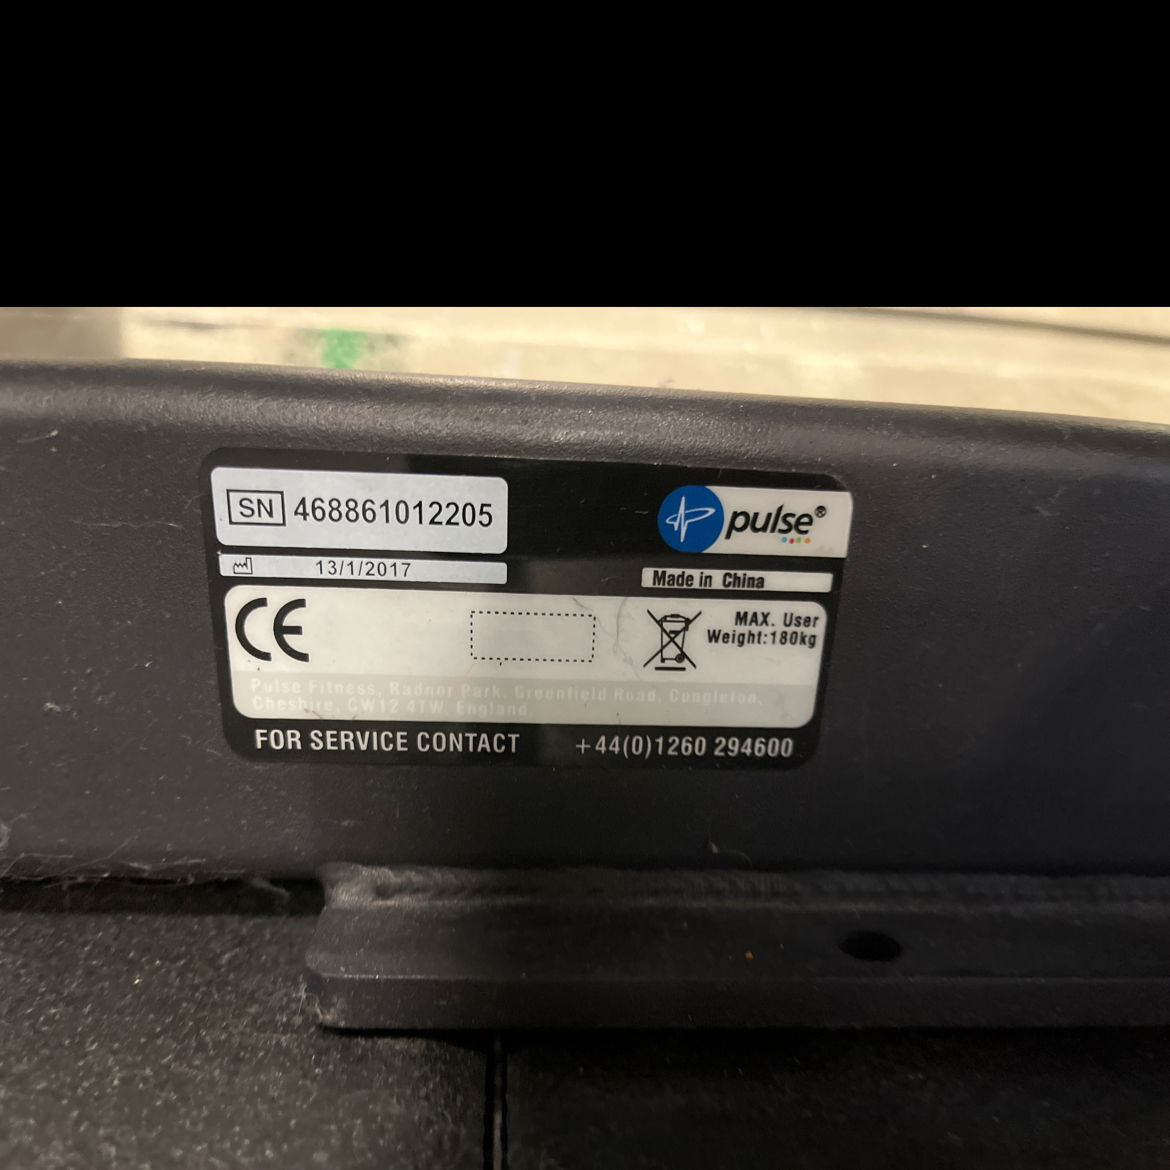 SN 468861012205
pulse®
13/1/2017
Made in China
CE
MAX. User
Weight:180kg
Pulse Fitness, Radnor Park, Greenfield Road, Congleton,
Cheshire, CW12 4TW, England
FOR SERVICE CONTACT +44(0)1260 294600